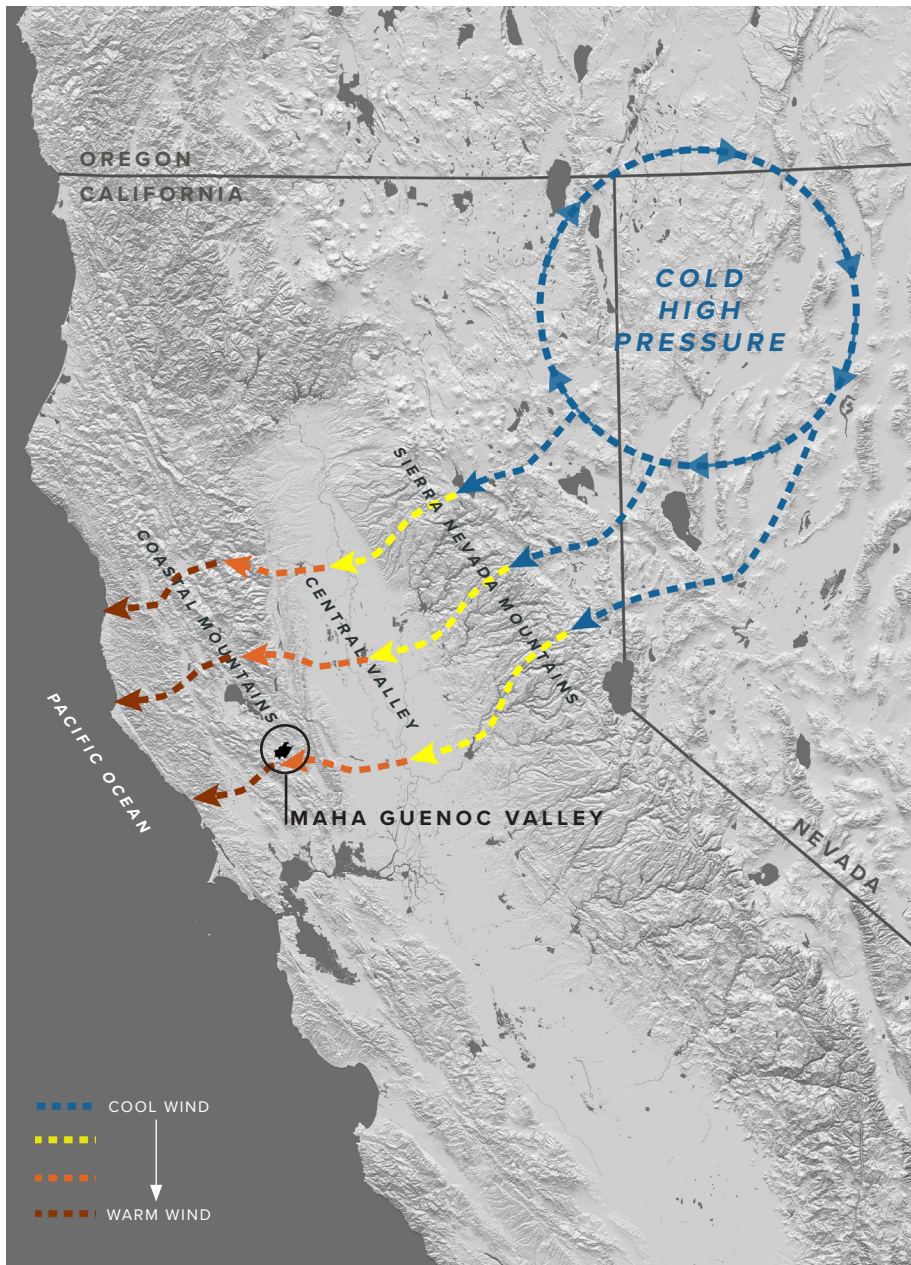 OREGON
CALIFORNIA
COLD
HIGH
PRESSURE
SIERRA NEVADA MOUNTAINS
COASTAL MOUNTAINS
CENTRAL VALLEY
PACIFIC OCEAN
MAHA GUENOC VALLEY
NEVADA
COOL WIND
WARM WIND